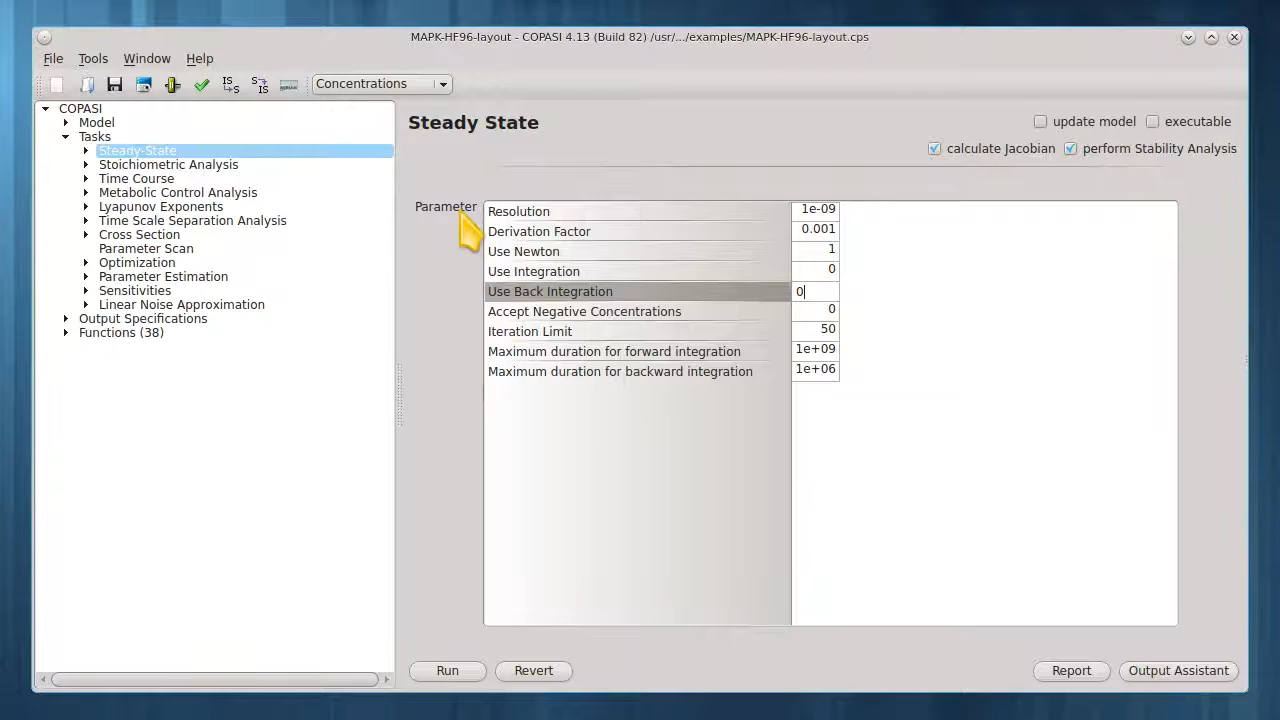 MAPK-HF96-layout - COPASI 4.13 (Build 82) /usr/.../examples/MAPK-HF96-layout.cps
File Tools Window Help
Concentrations
COPASI
Model
Tasks
Steady-State
Stoichiometric Analysis
Time Course
Metabolic Control Analysis
Lyapunov Exponents
Time Scale Separation Analysis
Cross Section
Parameter Scan
Optimization
Parameter Estimation
Sensitivities
Linear Noise Approximation
Output Specifications
Functions (38)
Steady State
update model executable
calculate Jacobian perform Stability Analysis
Parameter
Resolution 1e-09
Derivation Factor 0.001
Use Newton 1
Use Integration 0
Use Back Integration 0
Accept Negative Concentrations 0
Iteration Limit 50
Maximum duration for forward integration 1e+09
Maximum duration for backward integration 1e+06
Run Revert Report Output Assistant